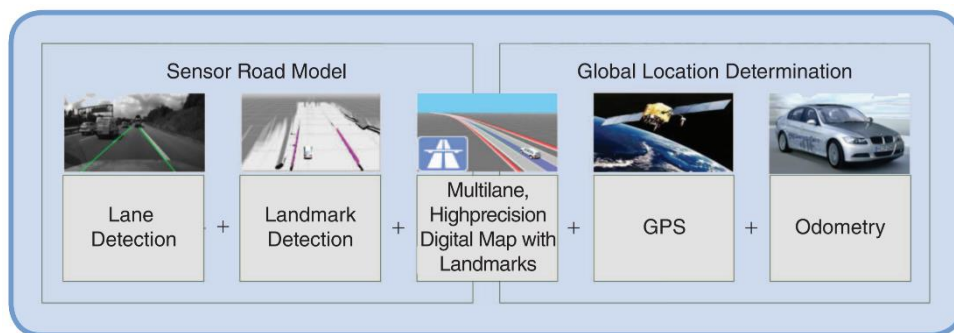 Sensor Road Model
Global Location Determination
Lane
Detection
+
Landmark
Detection
+
Multilane,
Highprecision
Digital Map with
Landmarks
+
GPS
+
Odometry